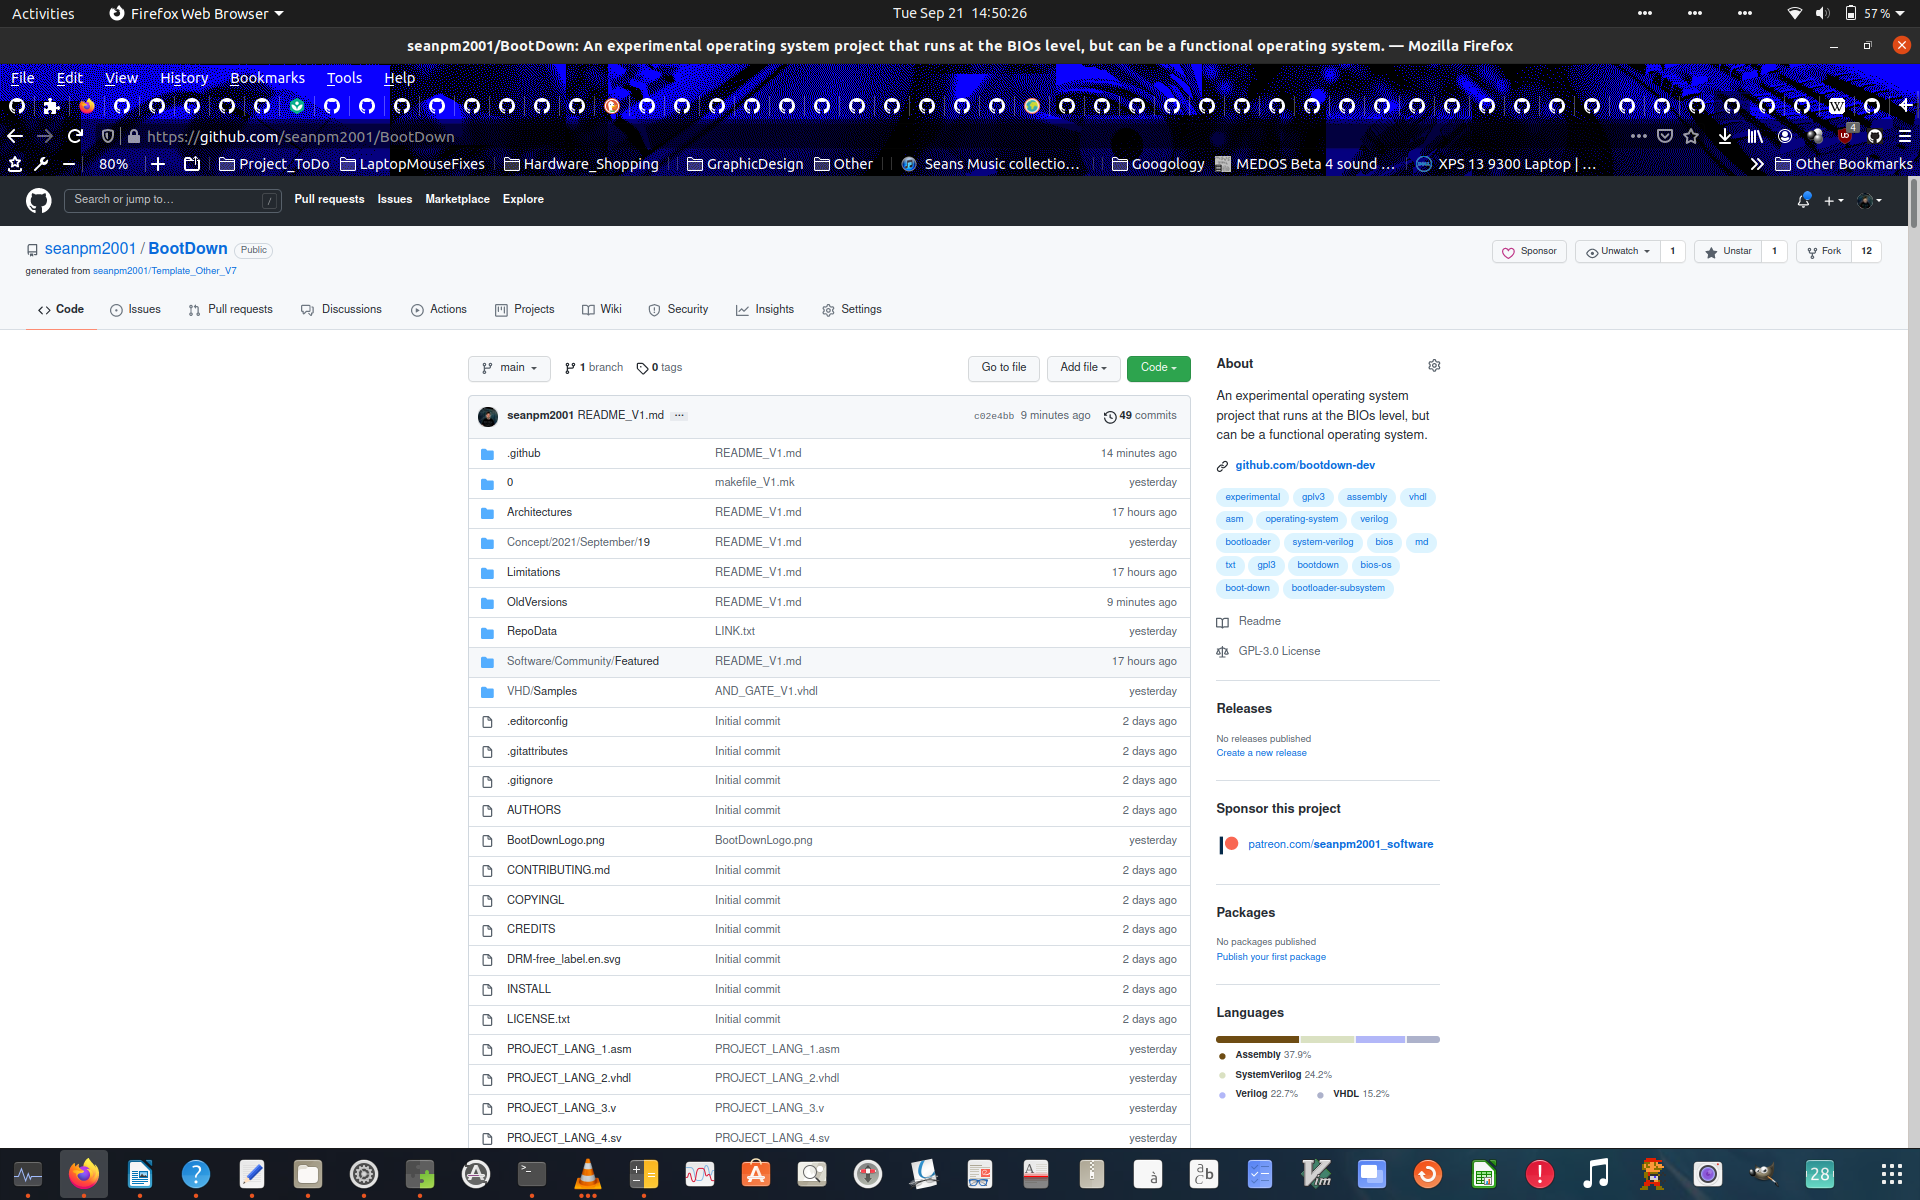 Activities Firefox Web Browser Tue Sep 21 14:50:26 57 %
seanpm2001/BootDown: An experimental operating system project that runs at the BIOs level, but can be a functional operating system. — Mozilla Firefox
File Edit View History Bookmarks Tools Help
https://github.com/seanpm2001/BootDown 4
80% Project_ToDo LaptopMouseFixes Hardware_Shopping GraphicDesign Other Seans Music collectio… Googology MEDOS Beta 4 sound … XPS 13 9300 Laptop | … Other Bookmarks
Search or jump to… / Pull requests Issues Marketplace Explore
seanpm2001 / BootDown Public Sponsor Unwatch 1 Unstar 1 Fork 12
generated from seanpm2001/Template_Other_V7
Code Issues Pull requests Discussions Actions Projects Wiki Security Insights Settings
main 1 branch 0 tags Go to file Add file Code
seanpm2001 README_V1.md ... c02e4bb 9 minutes ago 49 commits
.github README_V1.md 14 minutes ago
0 makefile_V1.mk yesterday
Architectures README_V1.md 17 hours ago
Concept/2021/September/19 README_V1.md yesterday
Limitations README_V1.md 17 hours ago
OldVersions README_V1.md 9 minutes ago
RepoData LINK.txt yesterday
Software/Community/Featured README_V1.md 17 hours ago
VHD/Samples AND_GATE_V1.vhdl yesterday
.editorconfig Initial commit 2 days ago
.gitattributes Initial commit 2 days ago
.gitignore Initial commit 2 days ago
AUTHORS Initial commit 2 days ago
BootDownLogo.png BootDownLogo.png yesterday
CONTRIBUTING.md Initial commit 2 days ago
COPYINGL Initial commit 2 days ago
CREDITS Initial commit 2 days ago
DRM-free_label.en.svg Initial commit 2 days ago
INSTALL Initial commit 2 days ago
LICENSE.txt Initial commit 2 days ago
PROJECT_LANG_1.asm PROJECT_LANG_1.asm yesterday
PROJECT_LANG_2.vhdl PROJECT_LANG_2.vhdl yesterday
PROJECT_LANG_3.v PROJECT_LANG_3.v yesterday
PROJECT_LANG_4.sv PROJECT_LANG_4.sv yesterday
About
An experimental operating system
project that runs at the BIOs level, but
can be a functional operating system.
github.com/bootdown-dev
experimental gplv3 assembly vhdl
asm operating-system verilog
bootloader system-verilog bios md
txt gpl3 bootdown bios-os
boot-down bootloader-subsystem
Readme
GPL-3.0 License
Releases
No releases published
Create a new release
Sponsor this project
patreon.com/seanpm2001_software
Packages
No packages published
Publish your first package
Languages
Assembly 37.9%
SystemVerilog 24.2%
Verilog 22.7% VHDL 15.2%
28